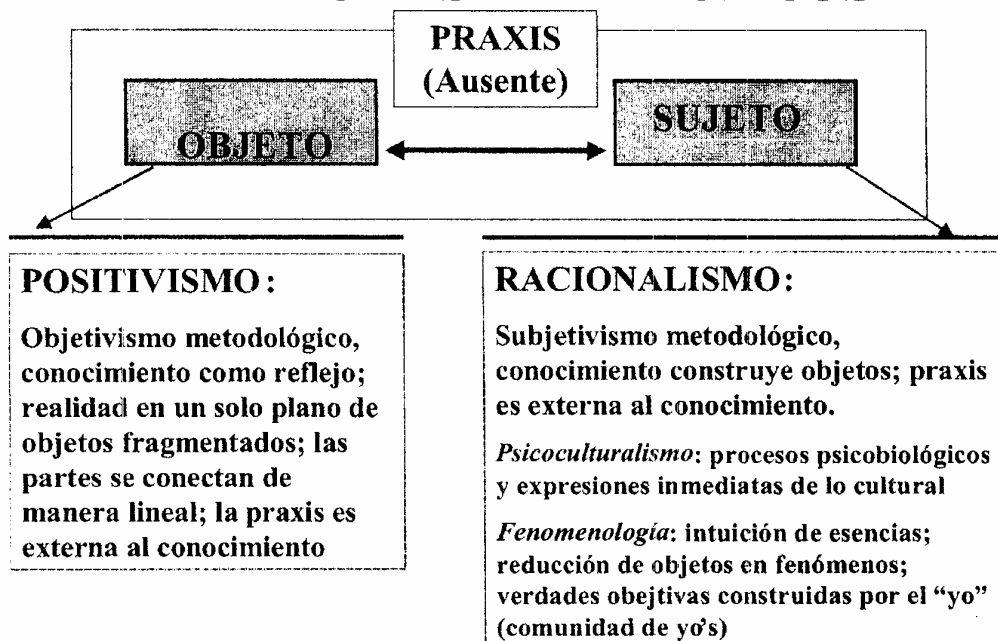 PRAXIS
(Ausente)
OBJETO
SUJETO
POSITIVISMO:
Objetivismo metodológico,
conocimiento como reflejo;
realidad en un solo plano de
objetos fragmentados; las
partes se conectan de
manera lineal; la praxis es
externa al conocimiento
RACIONALISMO:
Subjetivismo metodológico,
conocimiento construye objetos; praxis
es externa al conocimiento.
Psicoculturalismo: procesos psicobiológicos
y expresiones inmediatas de lo cultural
Fenomenología: intuición de esencias;
reducción de objetos en fenómenos;
verdades obejtivas construidas por el “yo”
(comunidad de yo's)